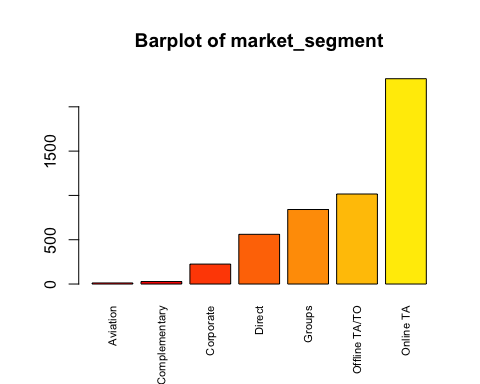 Barplot of market_segment
1500
500
0
Aviation
Complementary
Corporate
Direct
Groups
Offline TA/TO
Online TA